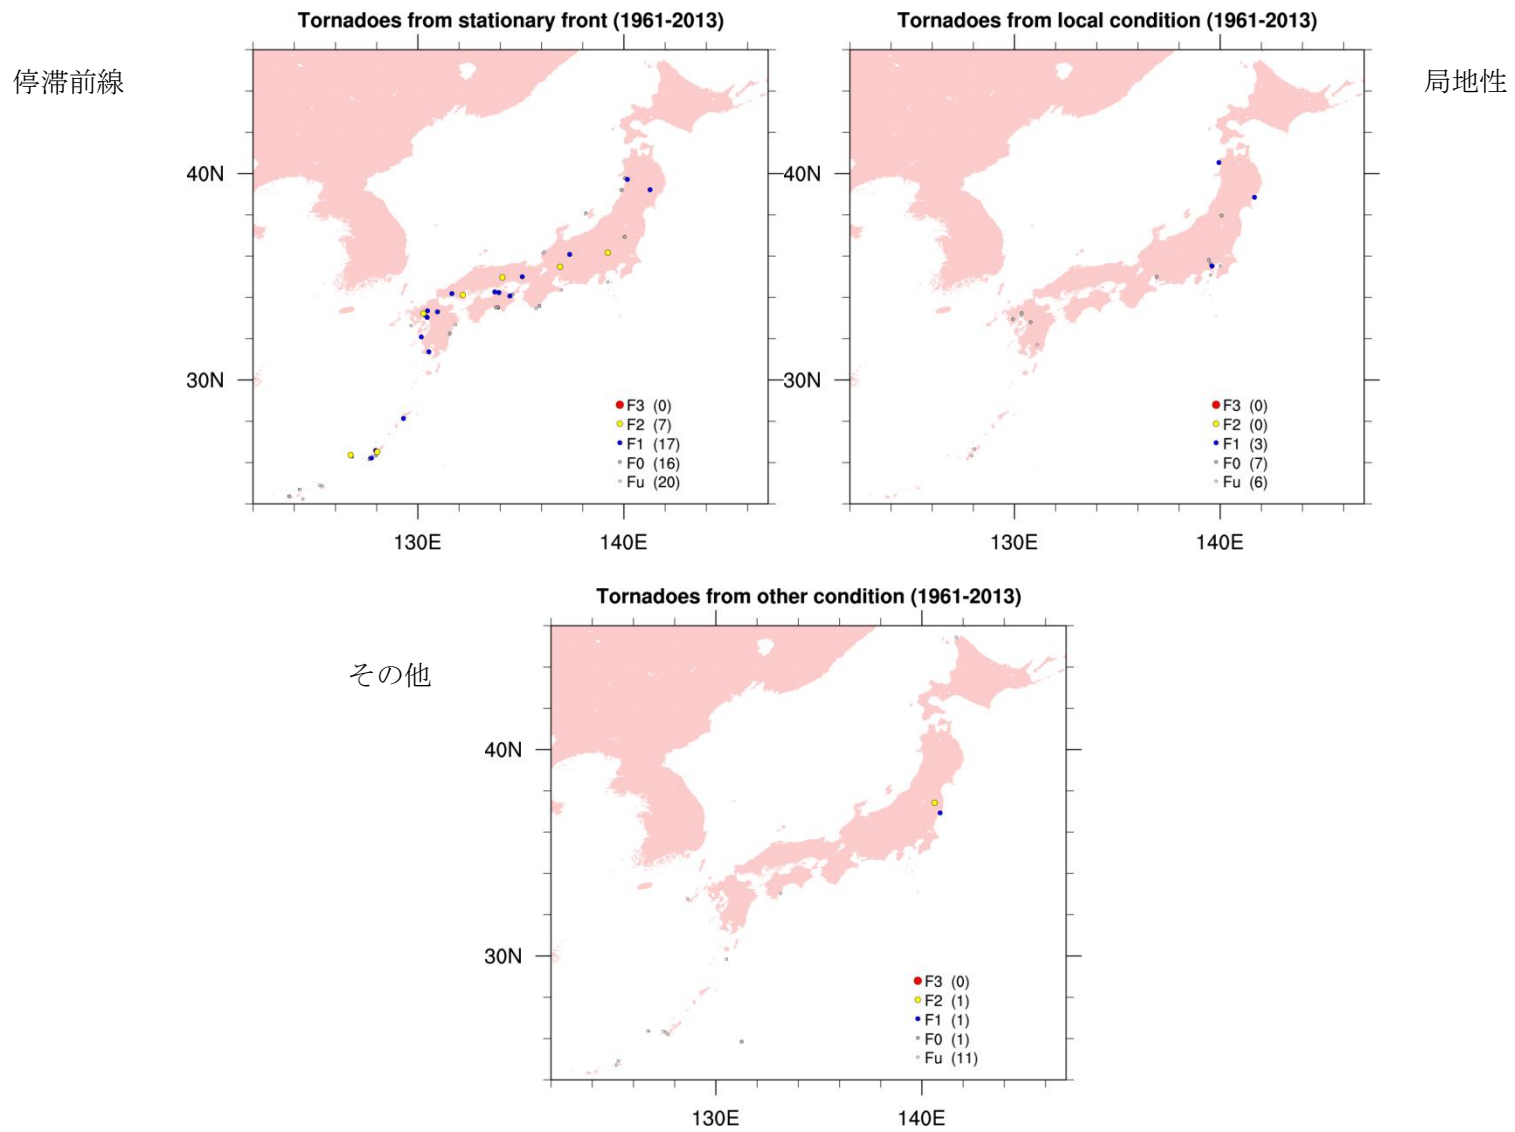 Tornadoes from stationary front (1961-2013)
停滞前線
40N
30N
130E
140E
F3 (0)
F2 (7)
F1 (17)
F0 (16)
Fu (20)
Tornadoes from local condition (1961-2013)
局地性
40N
30N
130E
140E
F3 (0)
F2 (0)
F1 (3)
F0 (7)
Fu (6)
Tornadoes from other condition (1961-2013)
その他
40N
30N
130E
140E
F3 (0)
F2 (1)
F1 (1)
F0 (1)
Fu (11)